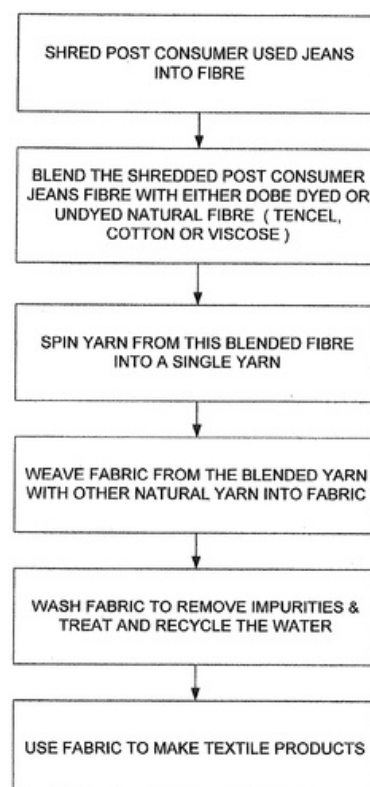 SHRED POST CONSUMER USED JEANS
INTO FIBRE
BLEND THE SHREDDED POST CONSUMER
JEANS FIBRE WITH EITHER DOBE DYED OR
UNDYED NATURAL FIBRE ( TENCEL,
COTTON OR VISCOSE )
SPIN YARN FROM THIS BLENDED FIBRE
INTO A SINGLE YARN
WEAVE FABRIC FROM THE BLENDED YARN
WITH OTHER NATURAL YARN INTO FABRIC
WASH FABRIC TO REMOVE IMPURITIES &
TREAT AND RECYCLE THE WATER
USE FABRIC TO MAKE TEXTILE PRODUCTS